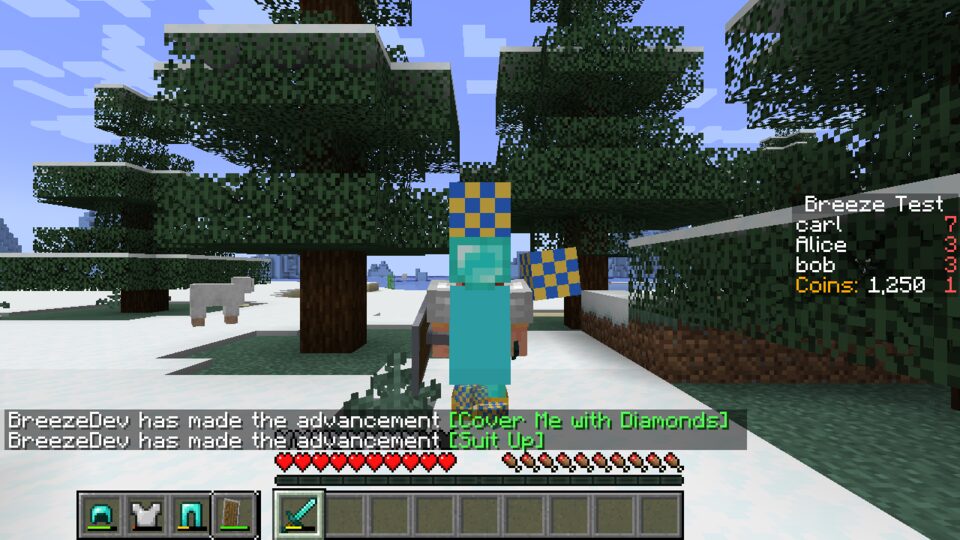 Breeze Test
carl 7
Alice 3
bob 3
Coins: 1,250 1
BreezeDev has made the advancement [Cover Me with Diamonds]
BreezeDev has made the advancement [Suit Up]